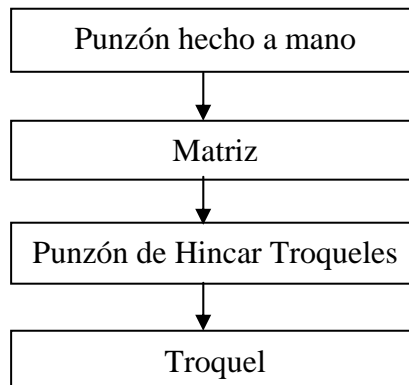 Punzón hecho a mano
Matriz
Punzón de Hincar Troqueles
Troquel